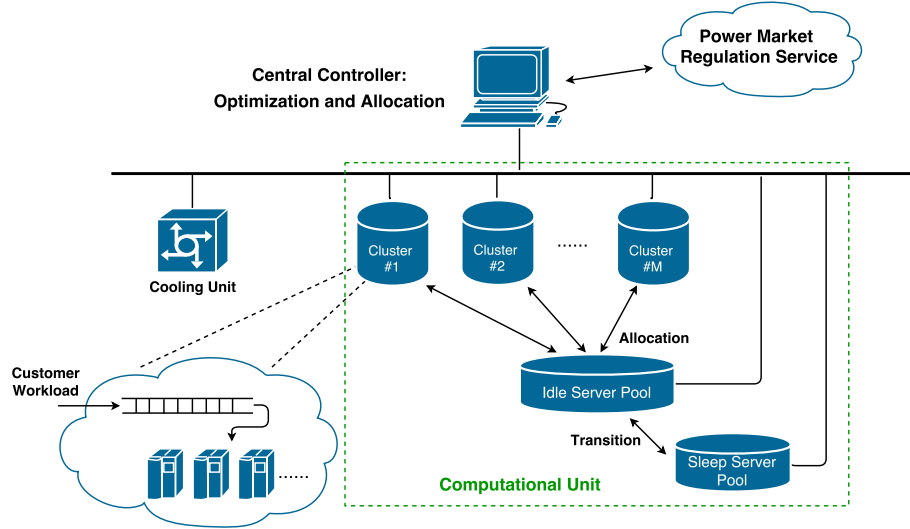 Power Market
Regulation Service
Central Controller:
Optimization and Allocation
Cluster
#1
Cluster
#2
......
Cluster
#M
Cooling Unit
Allocation
Customer
Workload
Idle Server Pool
Transition
Sleep Server
Pool
......
Computational Unit